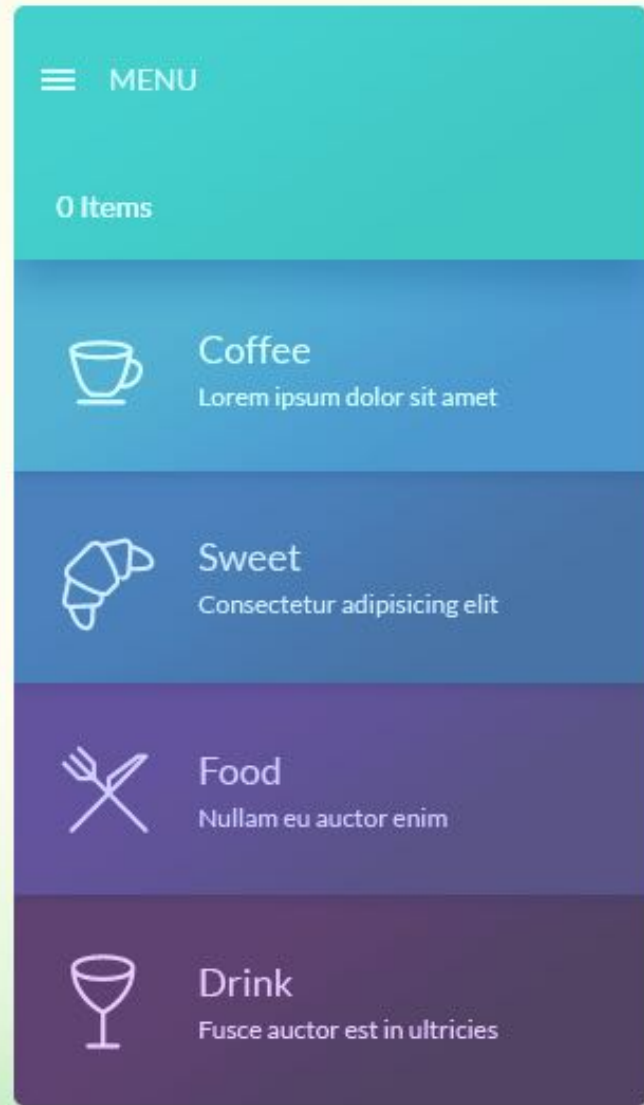 MENU
0 Items
Coffee
Lorem ipsum dolor sit amet
Sweet
Consectetur adipisicing elit
Food
Nullam eu auctor enim
Drink
Fusce auctor est in ultricies